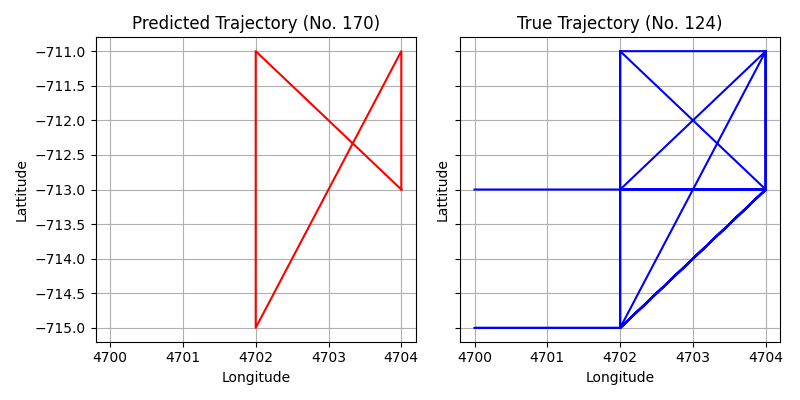 Predicted Trajectory (No. 170)
True Trajectory (No. 124)
−711.0
−711.5
−712.0
−712.5
−713.0
−713.5
−714.0
−714.5
−715.0
Lattitude
Lattitude
4700 4701 4702 4703 4704
4700 4701 4702 4703 4704
Longitude
Longitude